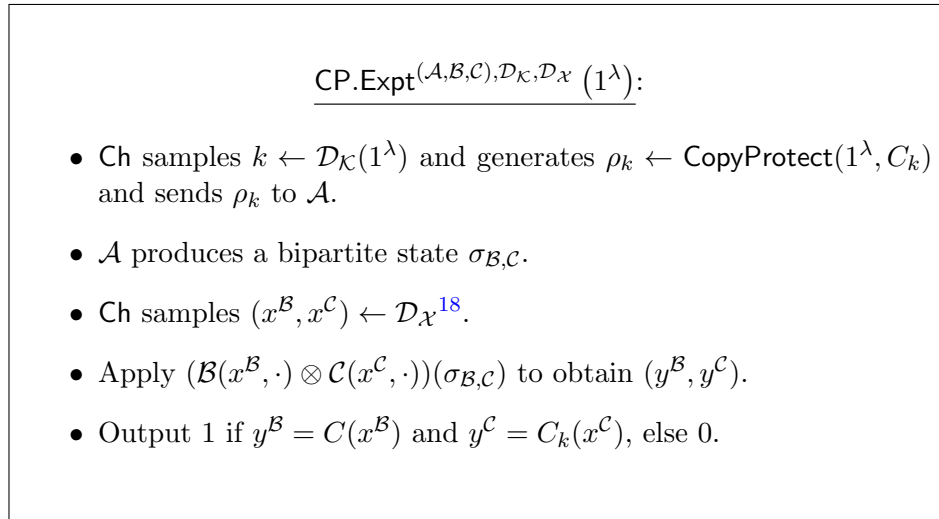 CP.Expt^{(𝒜,ℬ,𝒞),𝒟_𝒦,𝒟_𝒳} (1^λ):
• Ch samples k ← 𝒟_𝒦(1^λ) and generates ρ_k ← CopyProtect(1^λ, C_k)
and sends ρ_k to 𝒜.
• 𝒜 produces a bipartite state σ_{ℬ,𝒞}.
• Ch samples (x^ℬ, x^𝒞) ← 𝒟_𝒳^18.
• Apply (ℬ(x^ℬ, ·) ⊗ 𝒞(x^𝒞, ·))(σ_{ℬ,𝒞}) to obtain (y^ℬ, y^𝒞).
• Output 1 if y^ℬ = C(x^ℬ) and y^𝒞 = C_k(x^𝒞), else 0.